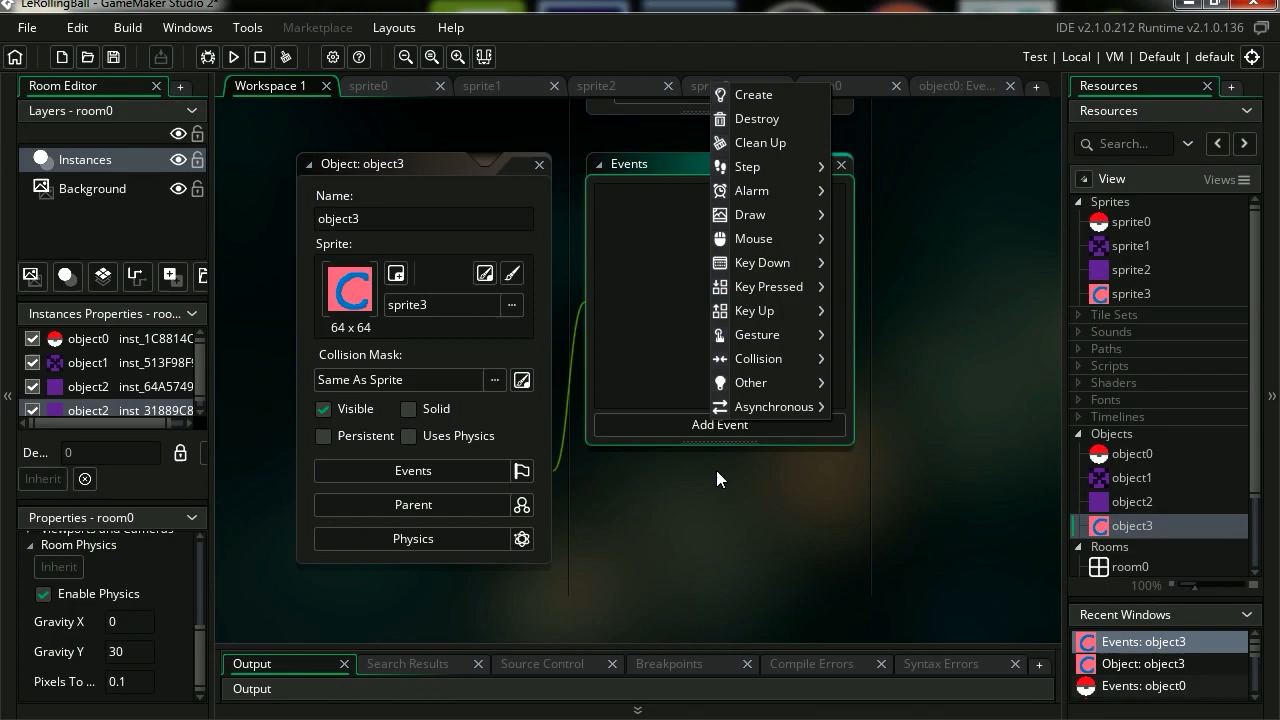 LeRollingBall - GameMaker Studio 2*
File Edit Build Windows Tools Marketplace Layouts Help
IDE v2.1.0.212 Runtime v2.1.0.136
Test | Local | VM | Default | default
Room Editor
Layers - room0
Instances
Background
Instances Properties - roo...
object0 inst_1C8814C
object1 inst_513F98F
object2 inst_64A5749
object2 inst_31889C8
De... 0
Inherit
Properties - room0
Room Physics
Inherit
Enable Physics
Gravity X 0
Gravity Y 30
Pixels To ... 0.1
Workspace 1
sprite0
sprite1
sprite2
object0: Eve...
Object: object3
Name:
object3
Sprite:
C
sprite3
...
64 x 64
Collision Mask:
Same As Sprite
...
Visible
Solid
Persistent
Uses Physics
Events
Parent
Physics
Events
Create
Destroy
Clean Up
Step
Alarm
Draw
Mouse
Key Down
Key Pressed
Key Up
Gesture
Collision
Other
Asynchronous
Add Event
Output
Search Results
Source Control
Breakpoints
Compile Errors
Syntax Errors
Output
Resources
Resources
Search...
View
Views
Sprites
sprite0
sprite1
sprite2
sprite3
Tile Sets
Sounds
Paths
Scripts
Shaders
Fonts
Timelines
Objects
object0
object1
object2
object3
Rooms
room0
100%
Recent Windows
Events: object3
Object: object3
Events: object0